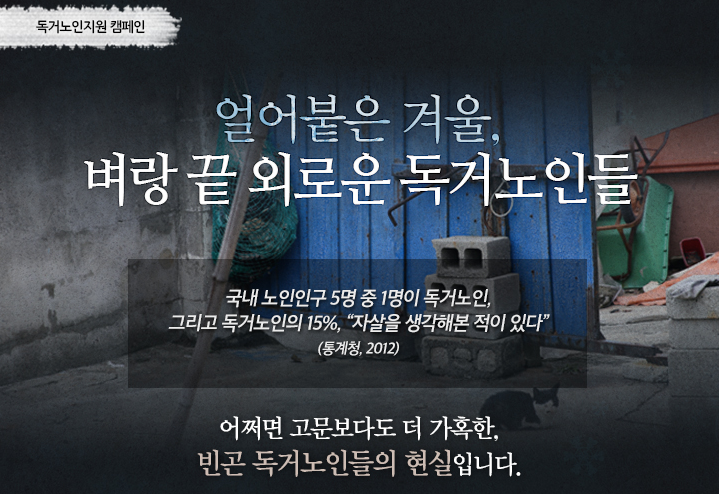 독거노인지원 캠페인
얼어붙은 겨울,
벼랑 끝 외로운 독거노인들
국내 노인인구 5명 중 1명이 독거노인,
그리고 독거노인의 15%, “자살을 생각해본 적이 있다”
(통계청, 2012)
어쩌면 고문보다도 더 가혹한,
빈곤 독거노인들의 현실입니다.